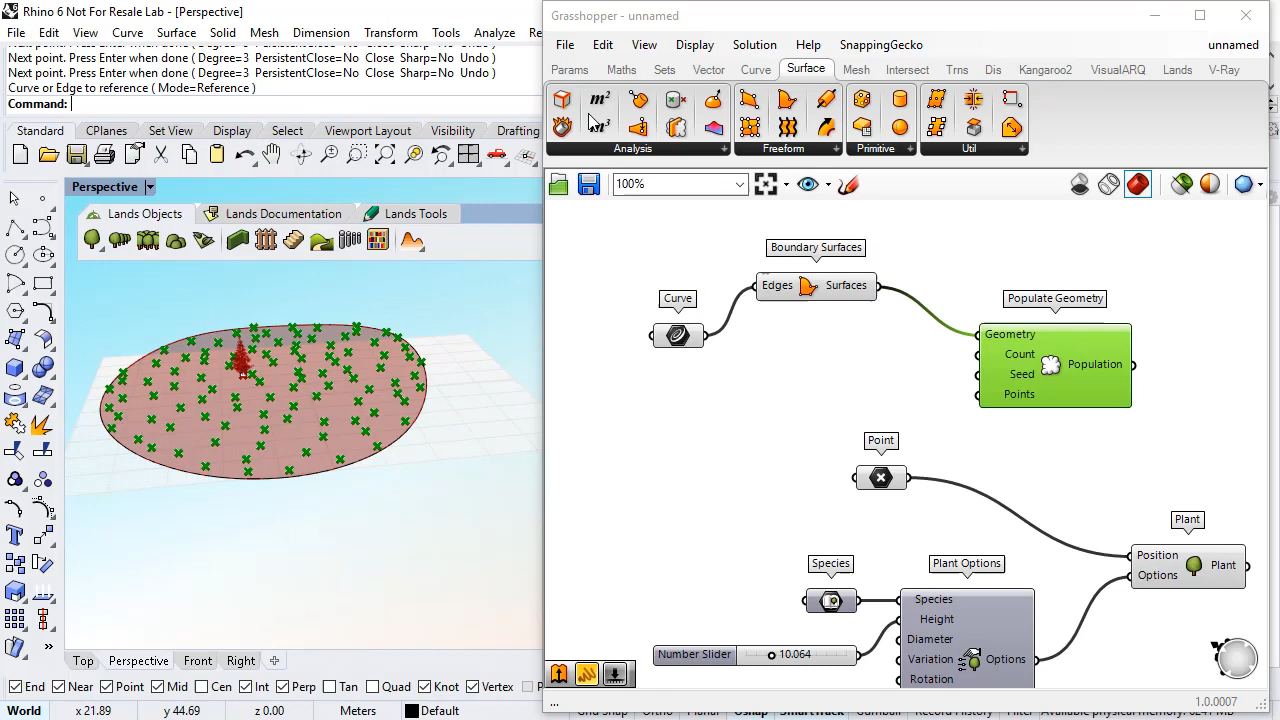 Rhino 6 Not For Resale Lab - [Perspective]
File Edit View Curve Surface Solid Mesh Dimension Transform Tools Analyze Re
Next point. Press Enter when done ( Degree=3 PersistentClose=No Close Sharp=No Undo )
Next point. Press Enter when done ( Degree=3 PersistentClose=No Close Sharp=No Undo )
Curve or Edge to reference ( Mode=Reference )
Command:
Standard CPlanes Set View Display Select Viewport Layout Visibility Drafting
Perspective
Lands Objects Lands Documentation Lands Tools
Top Perspective Front Right
End Near Point Mid Cen Int Perp Tan Quad Knot Vertex
World x 21.89 y 44.69 z 0.00 Meters Default
Grasshopper - unnamed
File Edit View Display Solution Help SnappingGecko unnamed
Params Maths Sets Vector Curve Surface Mesh Intersect Trns Dis Kangaroo2 VisualARQ Lands V-Ray
m²
m³
Analysis Freeform Primitive Util
100%
Boundary Surfaces
Edges Surfaces
Curve
Populate Geometry
Geometry
Count
Seed
Points
Population
Point
Plant
Position
Options
Plant
Species
Plant Options
Species
Height
Diameter
Variation
Rotation
Options
Number Slider 10.064
...
1.0.0007